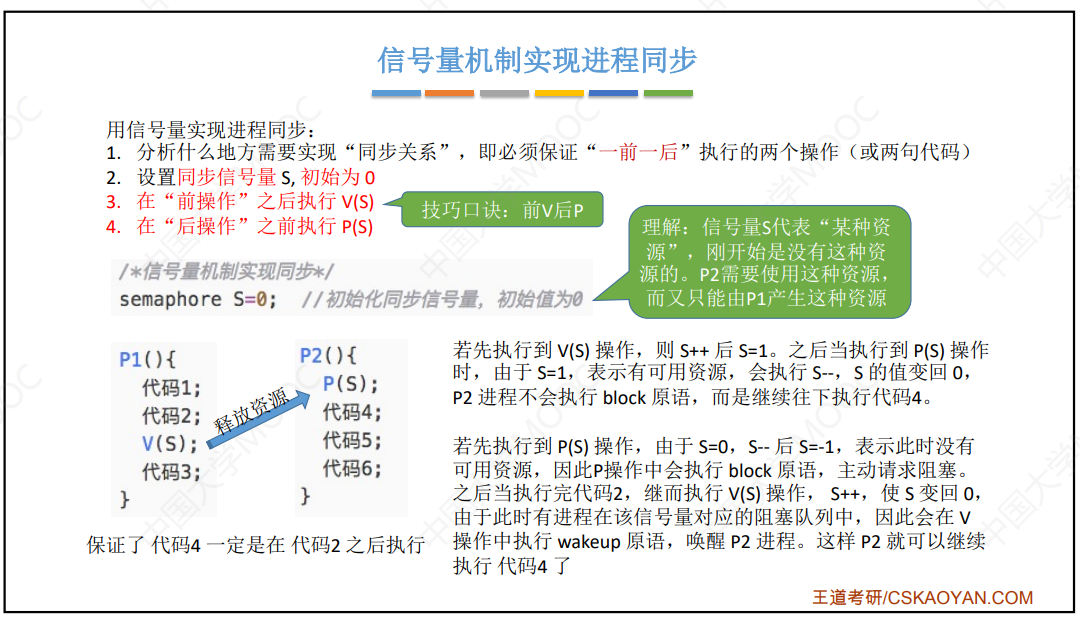 信号量机制实现进程同步
用信号量实现进程同步：
1. 分析什么地方需要实现“同步关系”，即必须保证“一前一后”执行的两个操作（或两句代码）
2. 设置同步信号量 S, 初始为 0
3. 在“前操作”之后执行 V(S)
4. 在“后操作”之前执行 P(S)
技巧口诀：前V后P
理解：信号量S代表“某种资
源”，刚开始是没有这种资
源的。P2需要使用这种资源，
而又只能由P1产生这种资源
/*信号量机制实现同步*/
semaphore S=0; //初始化同步信号量，初始值为0
P1(){
代码1;
代码2;
V(S);
代码3;
}
释放资源
P2(){
P(S);
代码4;
代码5;
代码6;
}
保证了 代码4 一定是在 代码2 之后执行
若先执行到 V(S) 操作，则 S++ 后 S=1。之后当执行到 P(S) 操作
时，由于 S=1，表示有可用资源，会执行 S--，S 的值变回 0，
P2 进程不会执行 block 原语，而是继续往下执行代码4。
若先执行到 P(S) 操作，由于 S=0，S-- 后 S=-1，表示此时没有
可用资源，因此P操作中会执行 block 原语，主动请求阻塞。
之后当执行完代码2，继而执行 V(S) 操作， S++，使 S 变回 0，
由于此时有进程在该信号量对应的阻塞队列中，因此会在 V
操作中执行 wakeup 原语，唤醒 P2 进程。这样 P2 就可以继续
执行 代码4 了
王道考研/CSKAOYAN.COM
中国大学MOOC